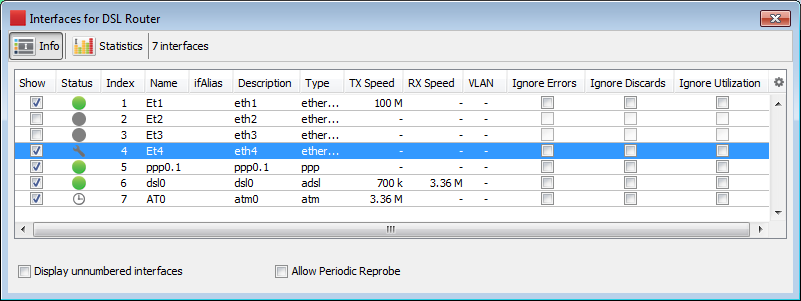 Interfaces for DSL Router
Info Statistics 7 interfaces
Show Status Index Name ifAlias Description Type TX Speed RX Speed VLAN Ignore Errors Ignore Discards Ignore Utilization
1 Et1 eth1 ether... 100 M - -
2 Et2 eth2 ether... - - -
3 Et3 eth3 ether... - - -
4 Et4 eth4 ether... - - -
5 ppp0.1 ppp0.1 ppp - - -
6 dsl0 dsl0 adsl 700 k 3.36 M -
7 AT0 atm0 atm 3.36 M - -
Display unnumbered interfaces Allow Periodic Reprobe